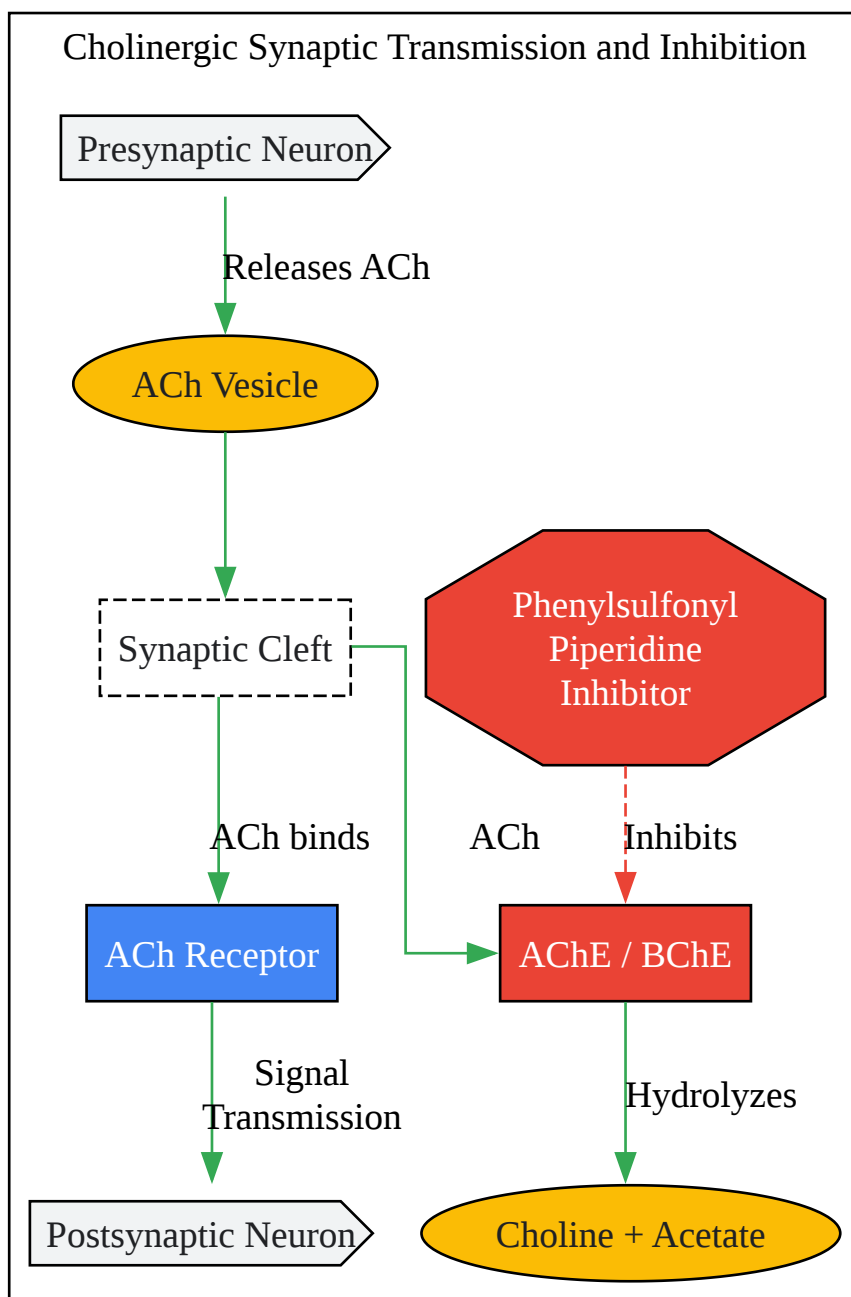 Cholinergic Synaptic Transmission and Inhibition
Presynaptic Neuron
Releases ACh
ACh Vesicle
Synaptic Cleft
Phenylsulfonyl
Piperidine
Inhibitor
ACh binds
ACh
Inhibits
ACh Receptor
AChE / BChE
Signal
Transmission
Hydrolyzes
Postsynaptic Neuron
Choline + Acetate